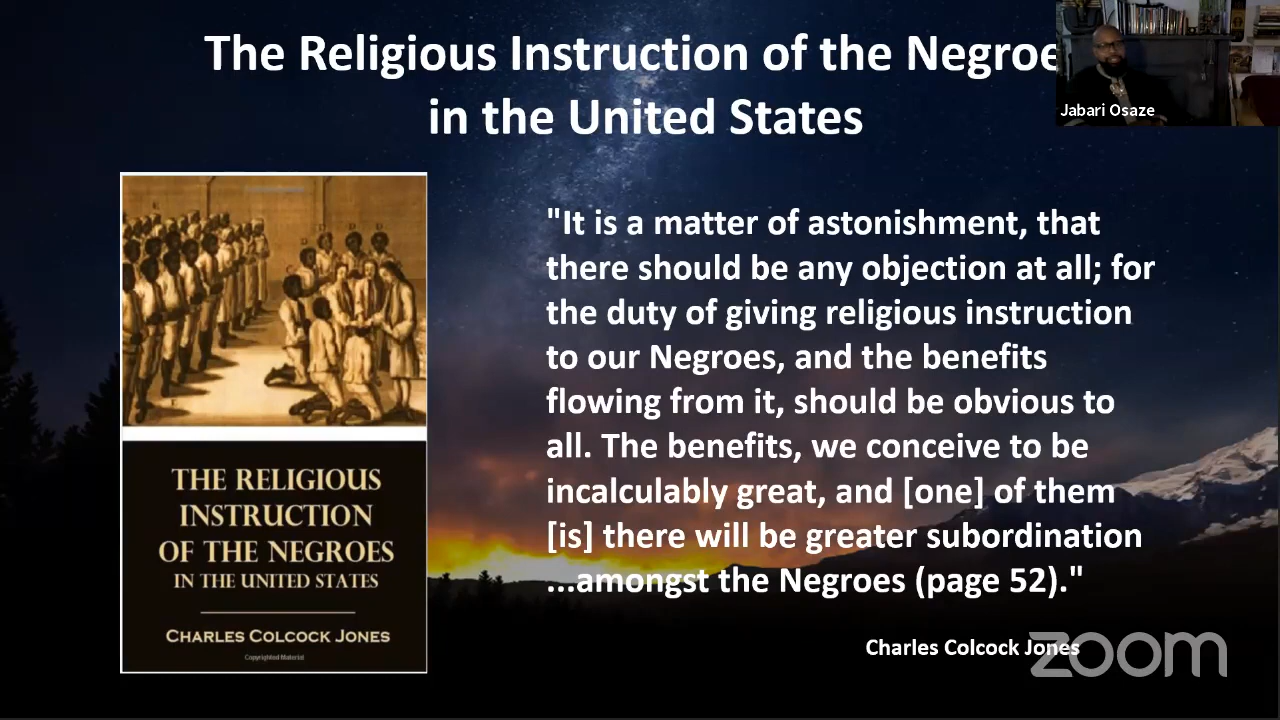 The Religious Instruction of the Negroe
in the United States
Jabari Osaze
"It is a matter of astonishment, that
there should be any objection at all; for
the duty of giving religious instruction
to our Negroes, and the benefits
flowing from it, should be obvious to
all. The benefits, we conceive to be
incalculably great, and [one] of them
[is] there will be greater subordination
...amongst the Negroes (page 52)."
Charles Colcock Jones
THE RELIGIOUS
INSTRUCTION
OF THE NEGROES
IN THE UNITED STATES
CHARLES COLCOCK JONES
Copyrighted Material
zoom